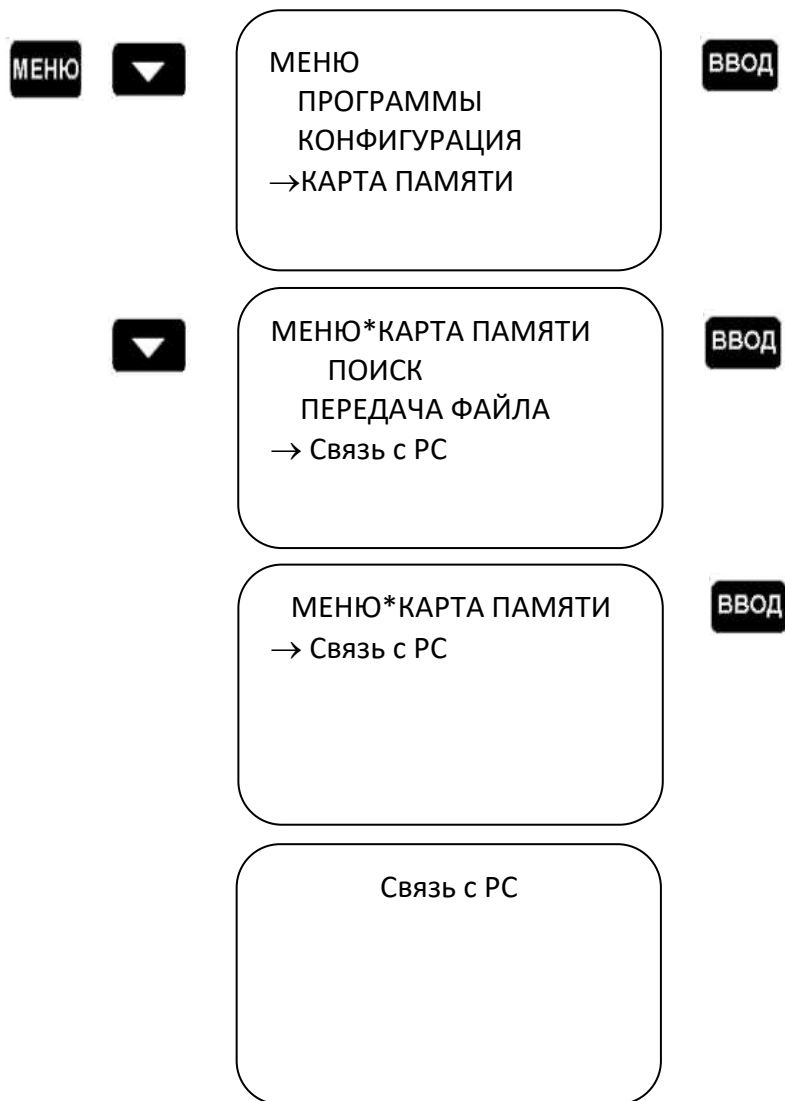 МЕНЮ
МЕНЮ
ПРОГРАММЫ
КОНФИГУРАЦИЯ
→КАРТА ПАМЯТИ
ВВОД
МЕНЮ*КАРТА ПАМЯТИ
ПОИСК
ПЕРЕДАЧА ФАЙЛА
→ Связь с PC
ВВОД
МЕНЮ*КАРТА ПАМЯТИ
→ Связь с PC
ВВОД
Связь с PC